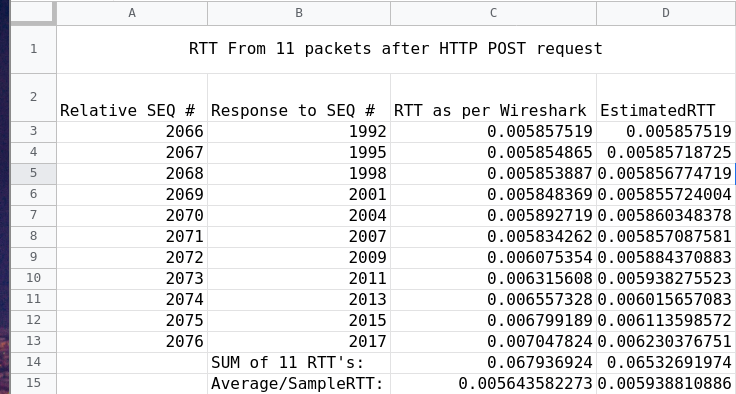 A B C D
1 RTT From 11 packets after HTTP POST request
2 Relative SEQ # Response to SEQ # RTT as per Wireshark EstimatedRTT
3 2066 1992 0.005857519 0.005857519
4 2067 1995 0.005854865 0.00585718725
5 2068 1998 0.005853887 0.005856774719
6 2069 2001 0.005848369 0.005855724004
7 2070 2004 0.005892719 0.005860348378
8 2071 2007 0.005834262 0.005857087581
9 2072 2009 0.006075354 0.005884370883
10 2073 2011 0.006315608 0.005938275523
11 2074 2013 0.006557328 0.006015657083
12 2075 2015 0.006799189 0.006113598572
13 2076 2017 0.007047824 0.006230376751
14 SUM of 11 RTT's: 0.067936924 0.06532691974
15 Average/SampleRTT: 0.005643582273 0.005938810886